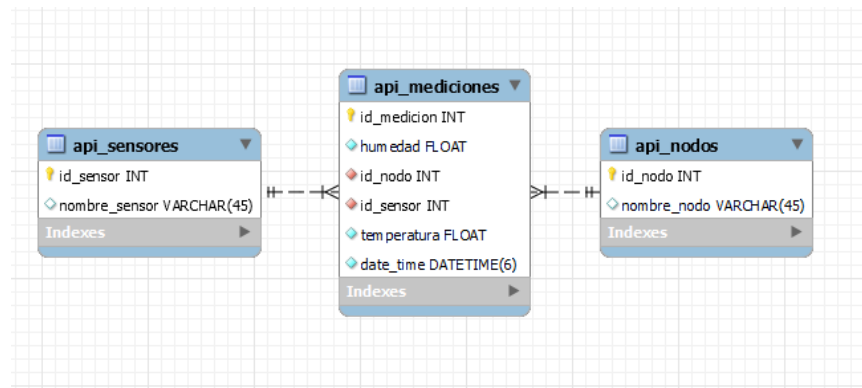 api_sensores
id_sensor INT
nombre_sensor VARCHAR(45)
Indexes
api_mediciones
id_medicion INT
humedad FLOAT
id_nodo INT
id_sensor INT
temperatura FLOAT
date_time DATETIME(6)
Indexes
api_nodos
id_nodo INT
nombre_nodo VARCHAR(45)
Indexes